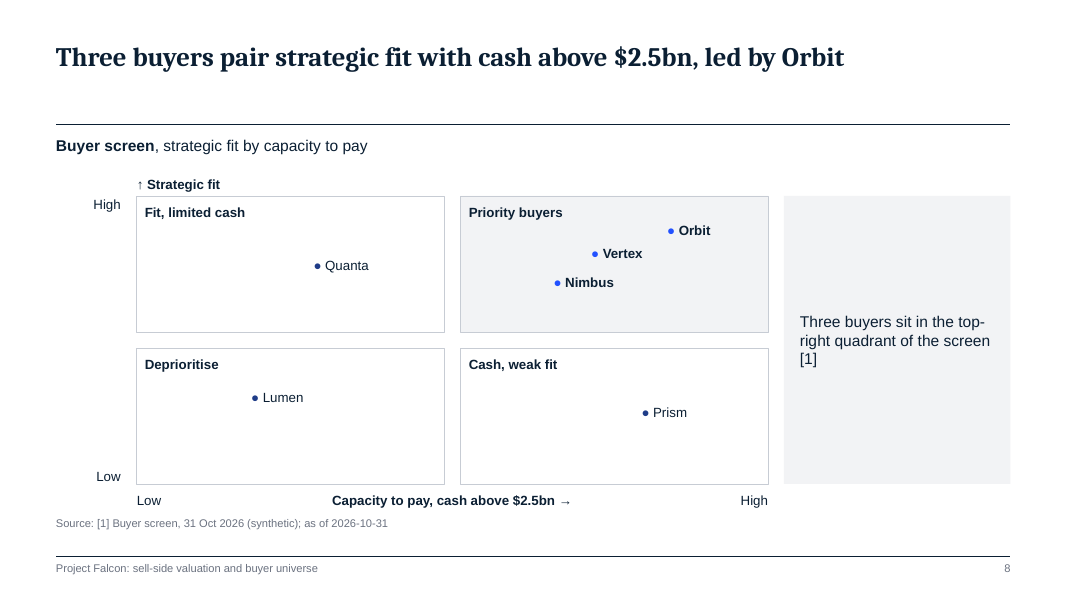 Three buyers pair strategic fit with cash above $2.5bn, led by Orbit
Buyer screen, strategic fit by capacity to pay
↑ Strategic fit
High
Fit, limited cash
Priority buyers
● Orbit
● Vertex
● Quanta
● Nimbus
Three buyers sit in the top-
right quadrant of the screen
[1]
Deprioritise
Cash, weak fit
● Lumen
● Prism
Low
Low
Capacity to pay, cash above $2.5bn →
High
Source: [1] Buyer screen, 31 Oct 2026 (synthetic); as of 2026-10-31
Project Falcon: sell-side valuation and buyer universe
8